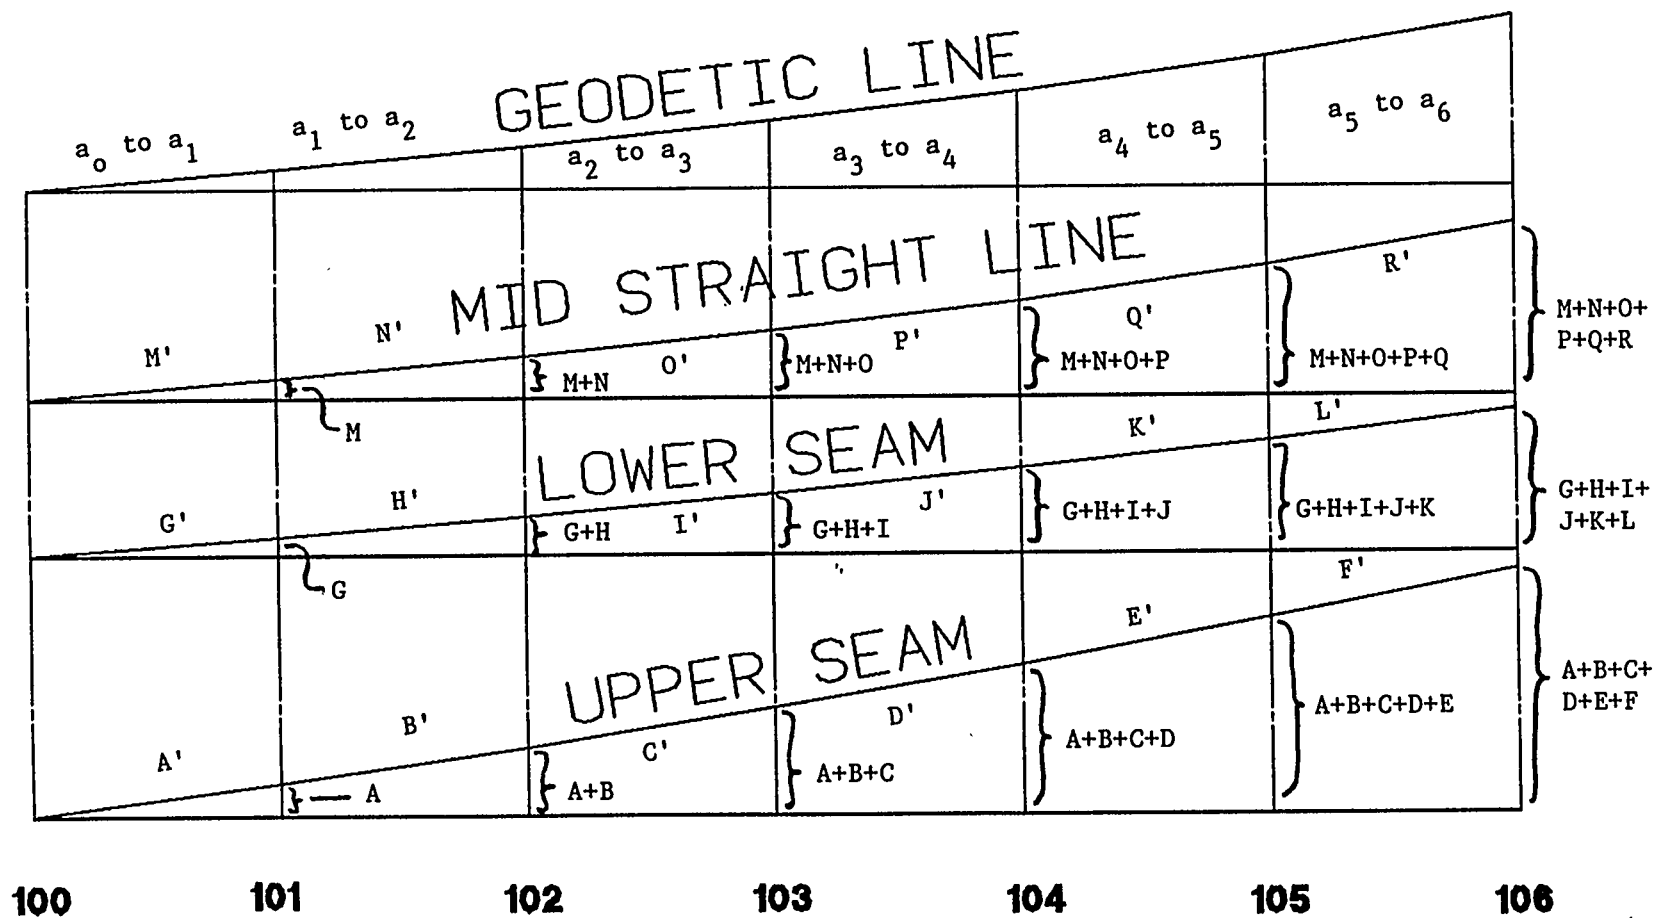 GEODETIC LINE
a₀ to a₁
a₁ to a₂
a₂ to a₃
a₃ to a₄
a₄ to a₅
a₅ to a₆
MID STRAIGHT LINE
M'
N'
O'
P'
Q'
R'
M
M+N
M+N+O
M+N+O+P
M+N+O+P+Q
M+N+O+
P+Q+R
LOWER SEAM
G'
H'
I'
J'
K'
L'
G
G+H
G+H+I
G+H+I+J
G+H+I+J+K
G+H+I+
J+K+L
UPPER SEAM
A'
B'
C'
D'
E'
F'
A
A+B
A+B+C
A+B+C+D
A+B+C+D+E
A+B+C+
D+E+F
100 101 102 103 104 105 106